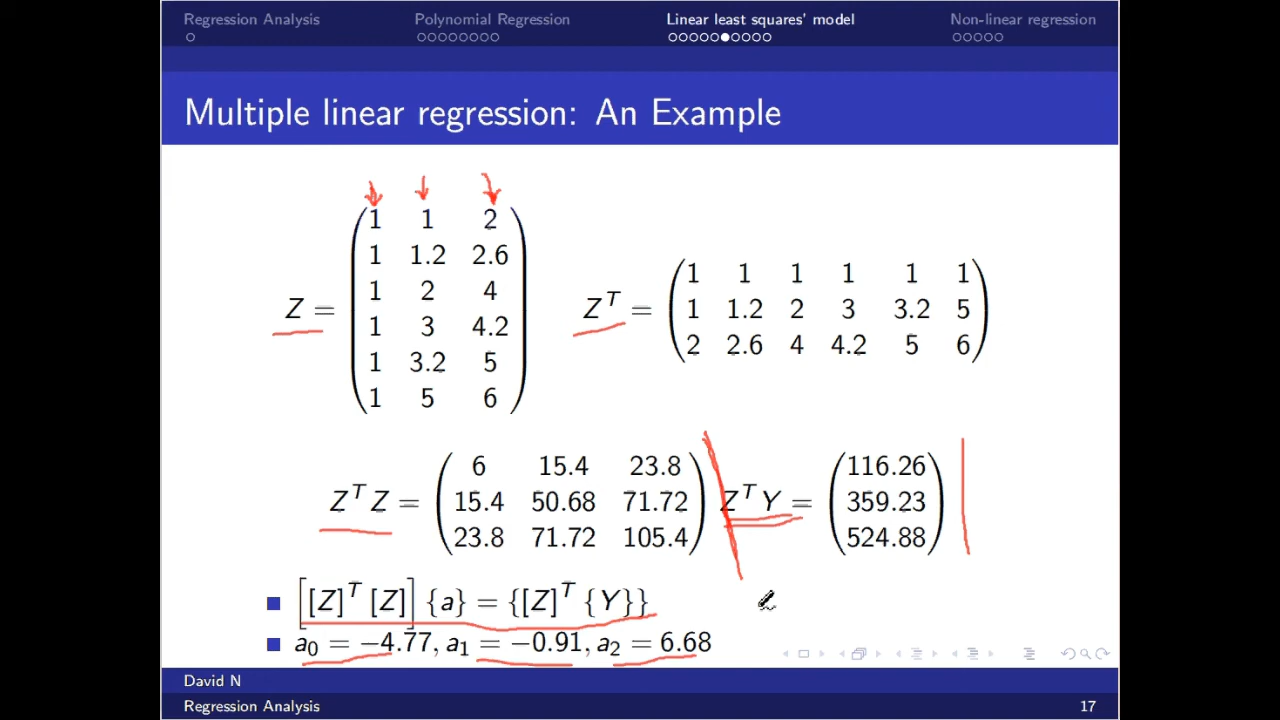 Regression Analysis Polynomial Regression Linear least squares' model Non-linear regression
Multiple linear regression: An Example
Z = 
1 1 2
1 1.2 2.6
1 2 4
1 3 4.2
1 3.2 5
1 5 6
Z^T =
1 1 1 1 1 1
1 1.2 2 3 3.2 5
2 2.6 4 4.2 5 6
Z^T Z =
6 15.4 23.8
15.4 50.68 71.72
23.8 71.72 105.4
Z^T Y =
116.26
359.23
524.88
[[Z]^T [Z]] {a} = {[Z]^T {Y}}
a₀ = −4.77, a₁ = −0.91, a₂ = 6.68
David N
Regression Analysis 17